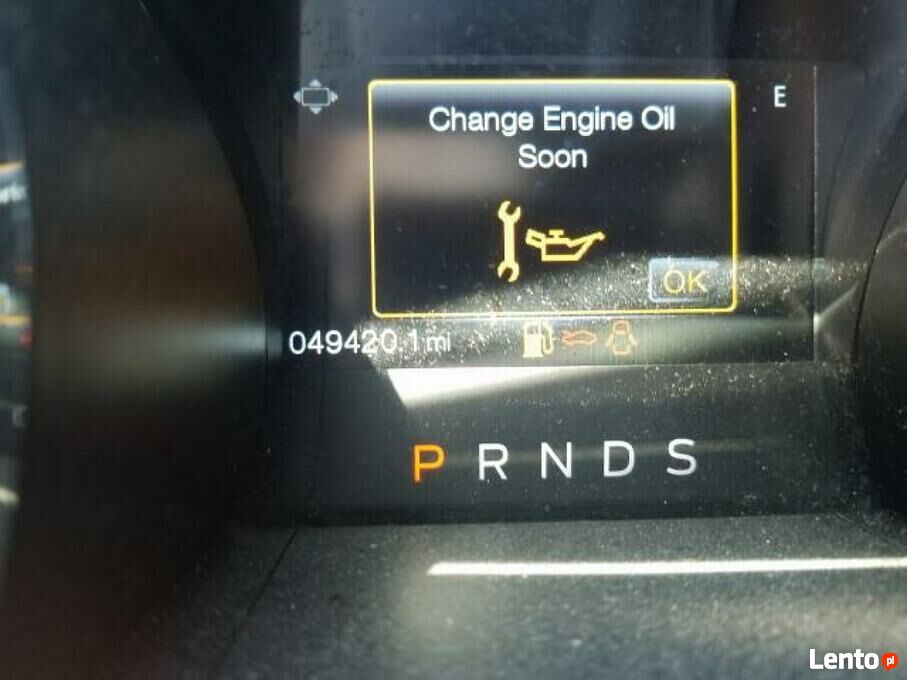 E
Change Engine Oil
Soon
OK
049420.1 mi
P R N D S
Lento pl